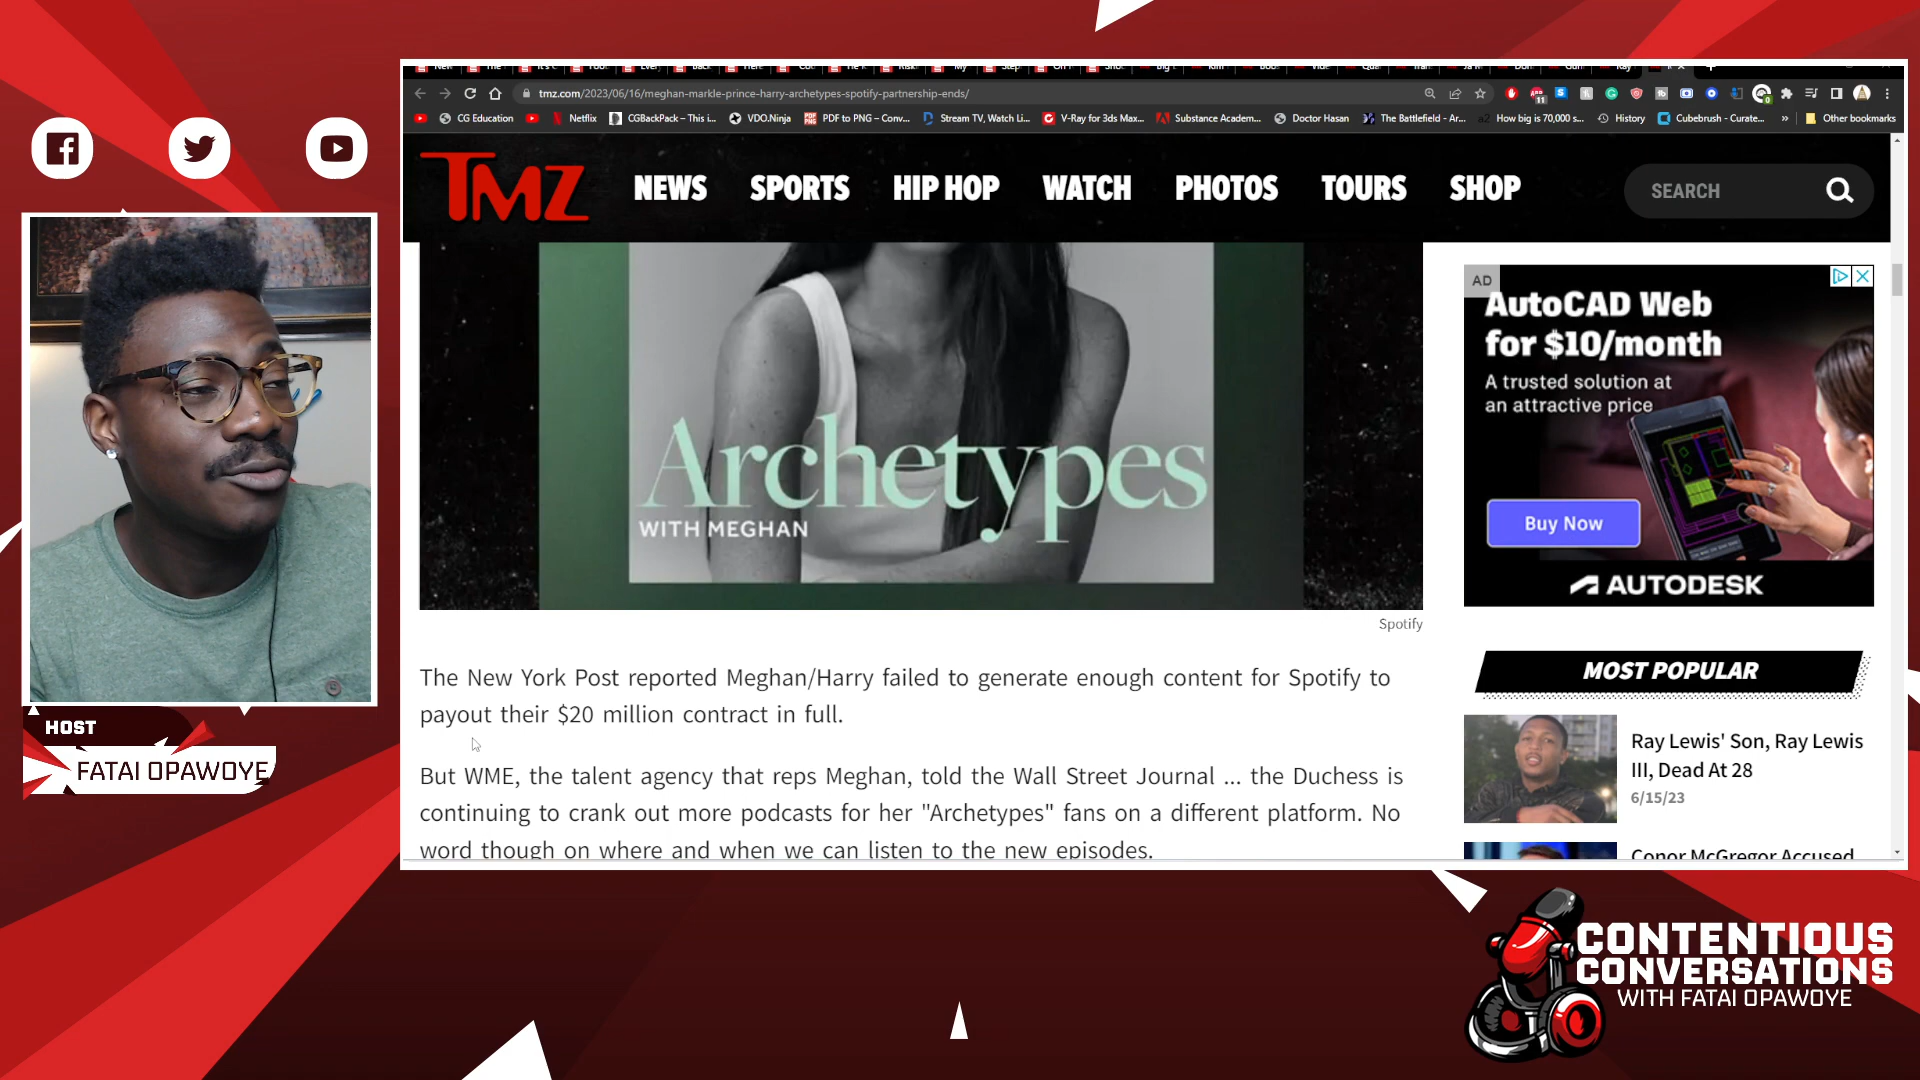 tmz.com/2023/06/16/meghan-markle-prince-harry-archetypes-spotify-partnership-ends/
CG Education
Netflix
CGBackPack – This i...
VDO.Ninja
PDF to PNG – Conv...
Stream TV, Watch Li...
V-Ray for 3ds Max...
Substance Academ...
Doctor Hasan
The Battlefield - Ar...
How big is 70,000 s...
History
Cubebrush - Curate...
»
Other bookmarks
TMZ
NEWS
SPORTS
HIP HOP
WATCH
PHOTOS
TOURS
SHOP
SEARCH
Archetypes
WITH MEGHAN
Spotify
The New York Post reported Meghan/Harry failed to generate enough content for Spotify to
payout their $20 million contract in full.
But WME, the talent agency that reps Meghan, told the Wall Street Journal ... the Duchess is
continuing to crank out more podcasts for her "Archetypes" fans on a different platform. No
word though on where and when we can listen to the new episodes.
AD
AutoCAD Web
for $10/month
A trusted solution at
an attractive price
Buy Now
AUTODESK
MOST POPULAR
Ray Lewis' Son, Ray Lewis
III, Dead At 28
6/15/23
Conor McGregor Accused
HOST
FATAI OPAWOYE
CONTENTIOUS
CONVERSATIONS
WITH FATAI OPAWOYE